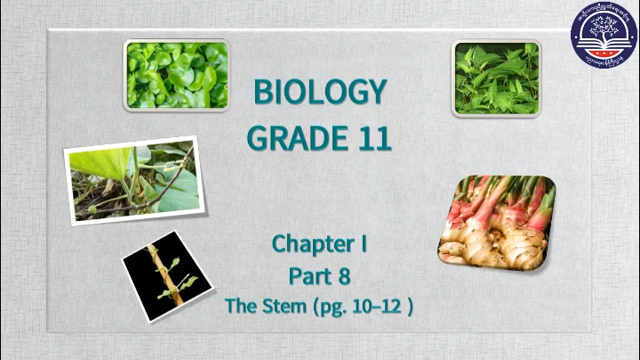 BIOLOGY
GRADE 11
Chapter I
Part 8
The Stem (pg. 10–12 )